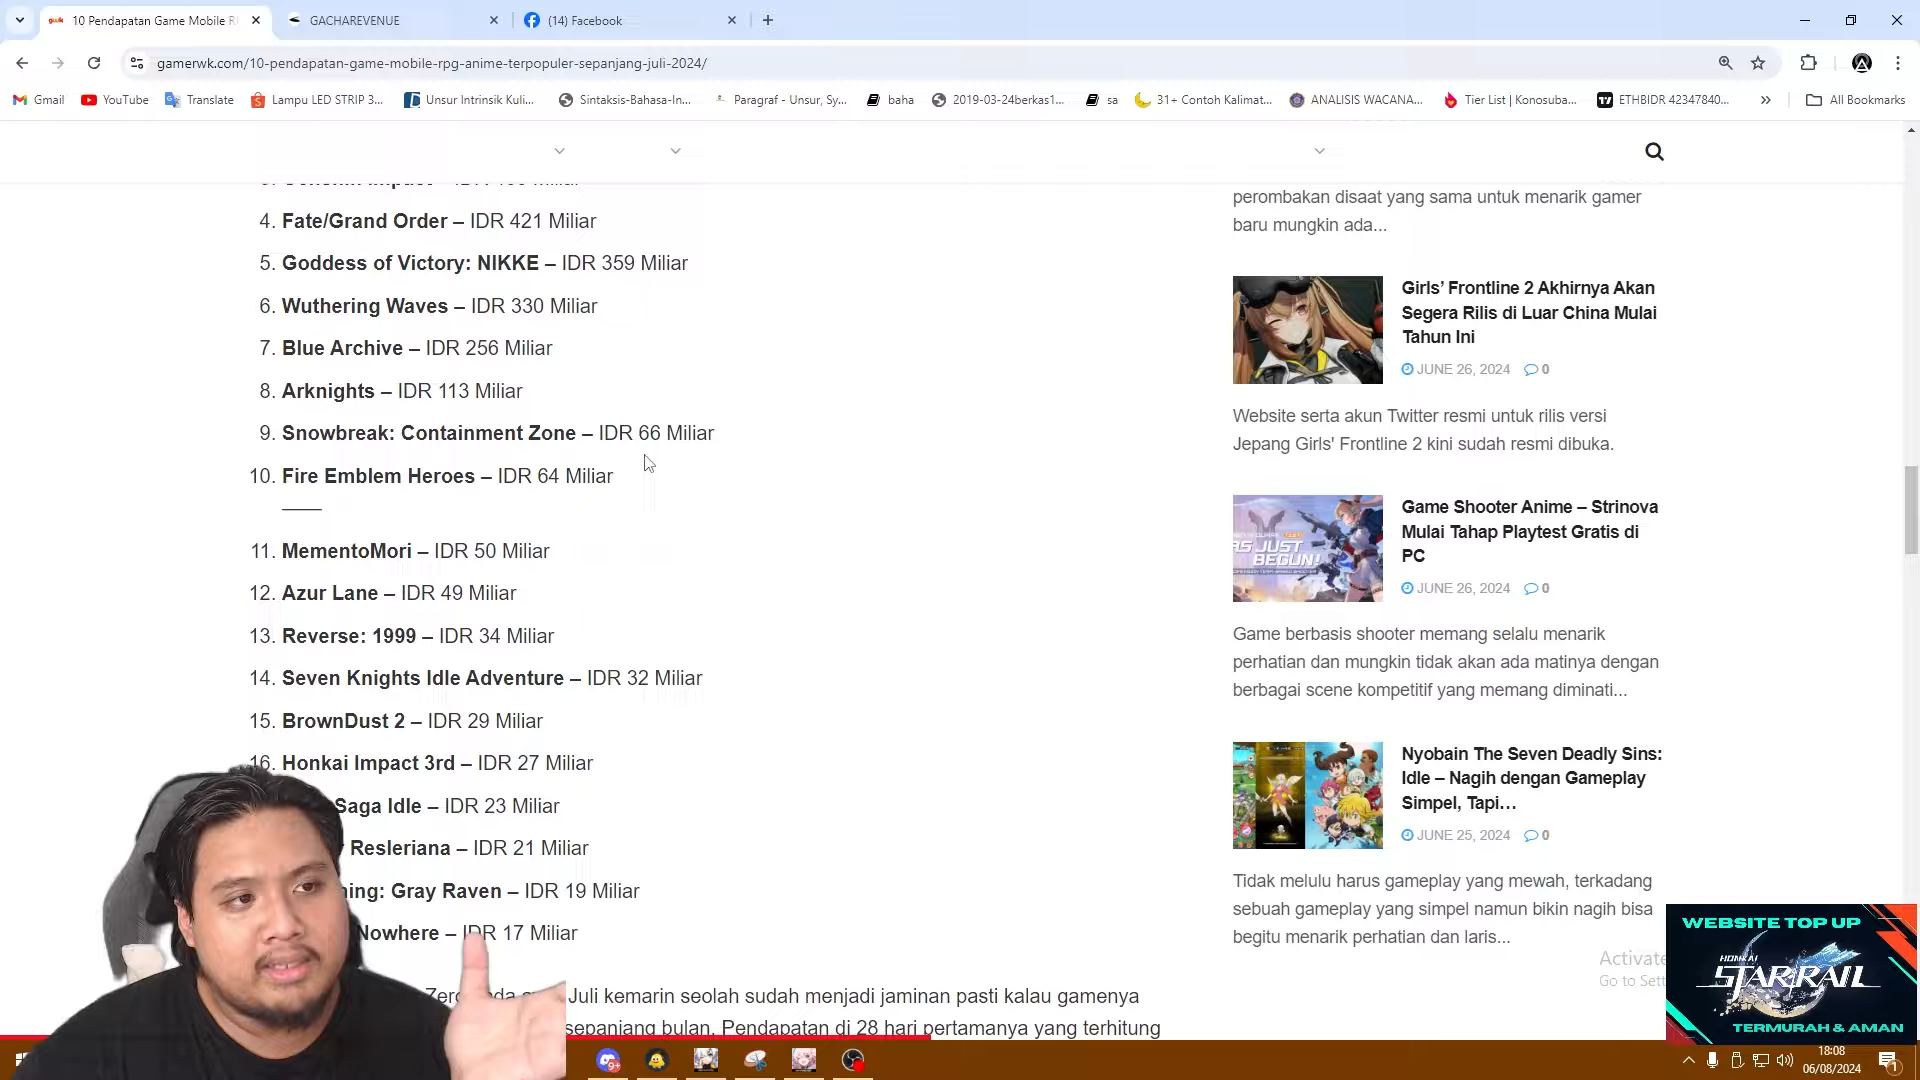 10 Pendapatan Game Mobile R
GACHAREVENUE
(14) Facebook
gamerwk.com/10-pendapatan-game-mobile-rpg-anime-terpopuler-sepanjang-juli-2024/
Gmail
YouTube
Translate
Lampu LED STRIP 3...
Unsur Intrinsik Kuli...
Sintaksis-Bahasa-In...
Paragraf - Unsur, Sy...
baha
2019-03-24berkas1...
sa
31+ Contoh Kalimat...
ANALISIS WACANA...
Tier List | Konosuba...
ETHBIDR 42347840...
All Bookmarks
4. Fate/Grand Order – IDR 421 Miliar
5. Goddess of Victory: NIKKE – IDR 359 Miliar
6. Wuthering Waves – IDR 330 Miliar
7. Blue Archive – IDR 256 Miliar
8. Arknights – IDR 113 Miliar
9. Snowbreak: Containment Zone – IDR 66 Miliar
10. Fire Emblem Heroes – IDR 64 Miliar
11. MementoMori – IDR 50 Miliar
12. Azur Lane – IDR 49 Miliar
13. Reverse: 1999 – IDR 34 Miliar
14. Seven Knights Idle Adventure – IDR 32 Miliar
15. BrownDust 2 – IDR 29 Miliar
16. Honkai Impact 3rd – IDR 27 Miliar
Saga Idle – IDR 23 Miliar
Resleriana – IDR 21 Miliar
Gray Raven – IDR 19 Miliar
Nowhere – IDR 17 Miliar
Juli kemarin seolah sudah menjadi jaminan pasti kalau gamenya
sepanjang bulan. Pendapatan di 28 hari pertamanya yang terhitung
perombakan disaat yang sama untuk menarik gamer
baru mungkin ada...
Girls' Frontline 2 Akhirnya Akan
Segera Rilis di Luar China Mulai
Tahun Ini
JUNE 26, 2024 0
Website serta akun Twitter resmi untuk rilis versi
Jepang Girls' Frontline 2 kini sudah resmi dibuka.
JUST
BEGUN!
Game Shooter Anime – Strinova
Mulai Tahap Playtest Gratis di
PC
JUNE 26, 2024 0
Game berbasis shooter memang selalu menarik
perhatian dan mungkin tidak akan ada matinya dengan
berbagai scene kompetitif yang memang diminati...
Nyobain The Seven Deadly Sins:
Idle – Nagih dengan Gameplay
Simpel, Tapi…
JUNE 25, 2024 0
Tidak melulu harus gameplay yang mewah, terkadang
sebuah gameplay yang simpel namun bikin nagih bisa
begitu menarik perhatian dan laris...
Activate
Go to Sett
WEBSITE TOP UP
HONKAI
STAR RAIL
TERMURAH & AMAN
18:08
06/08/2024